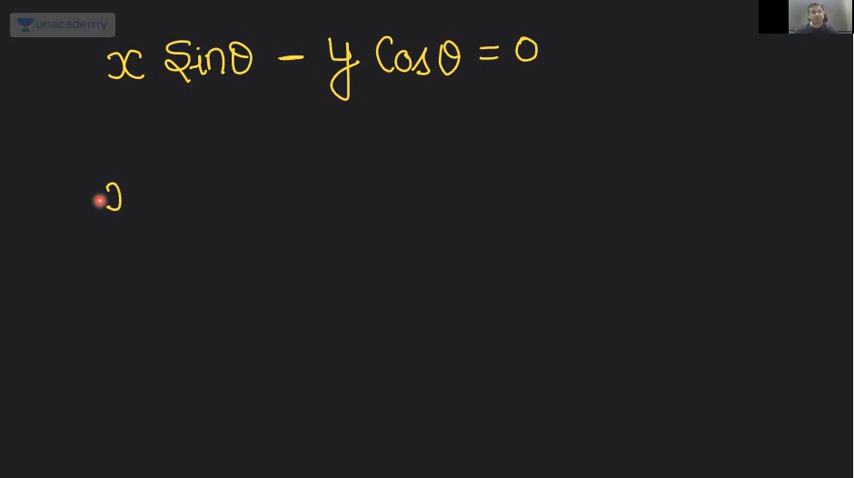 unacademy
x Sinθ - y Cosθ = 0